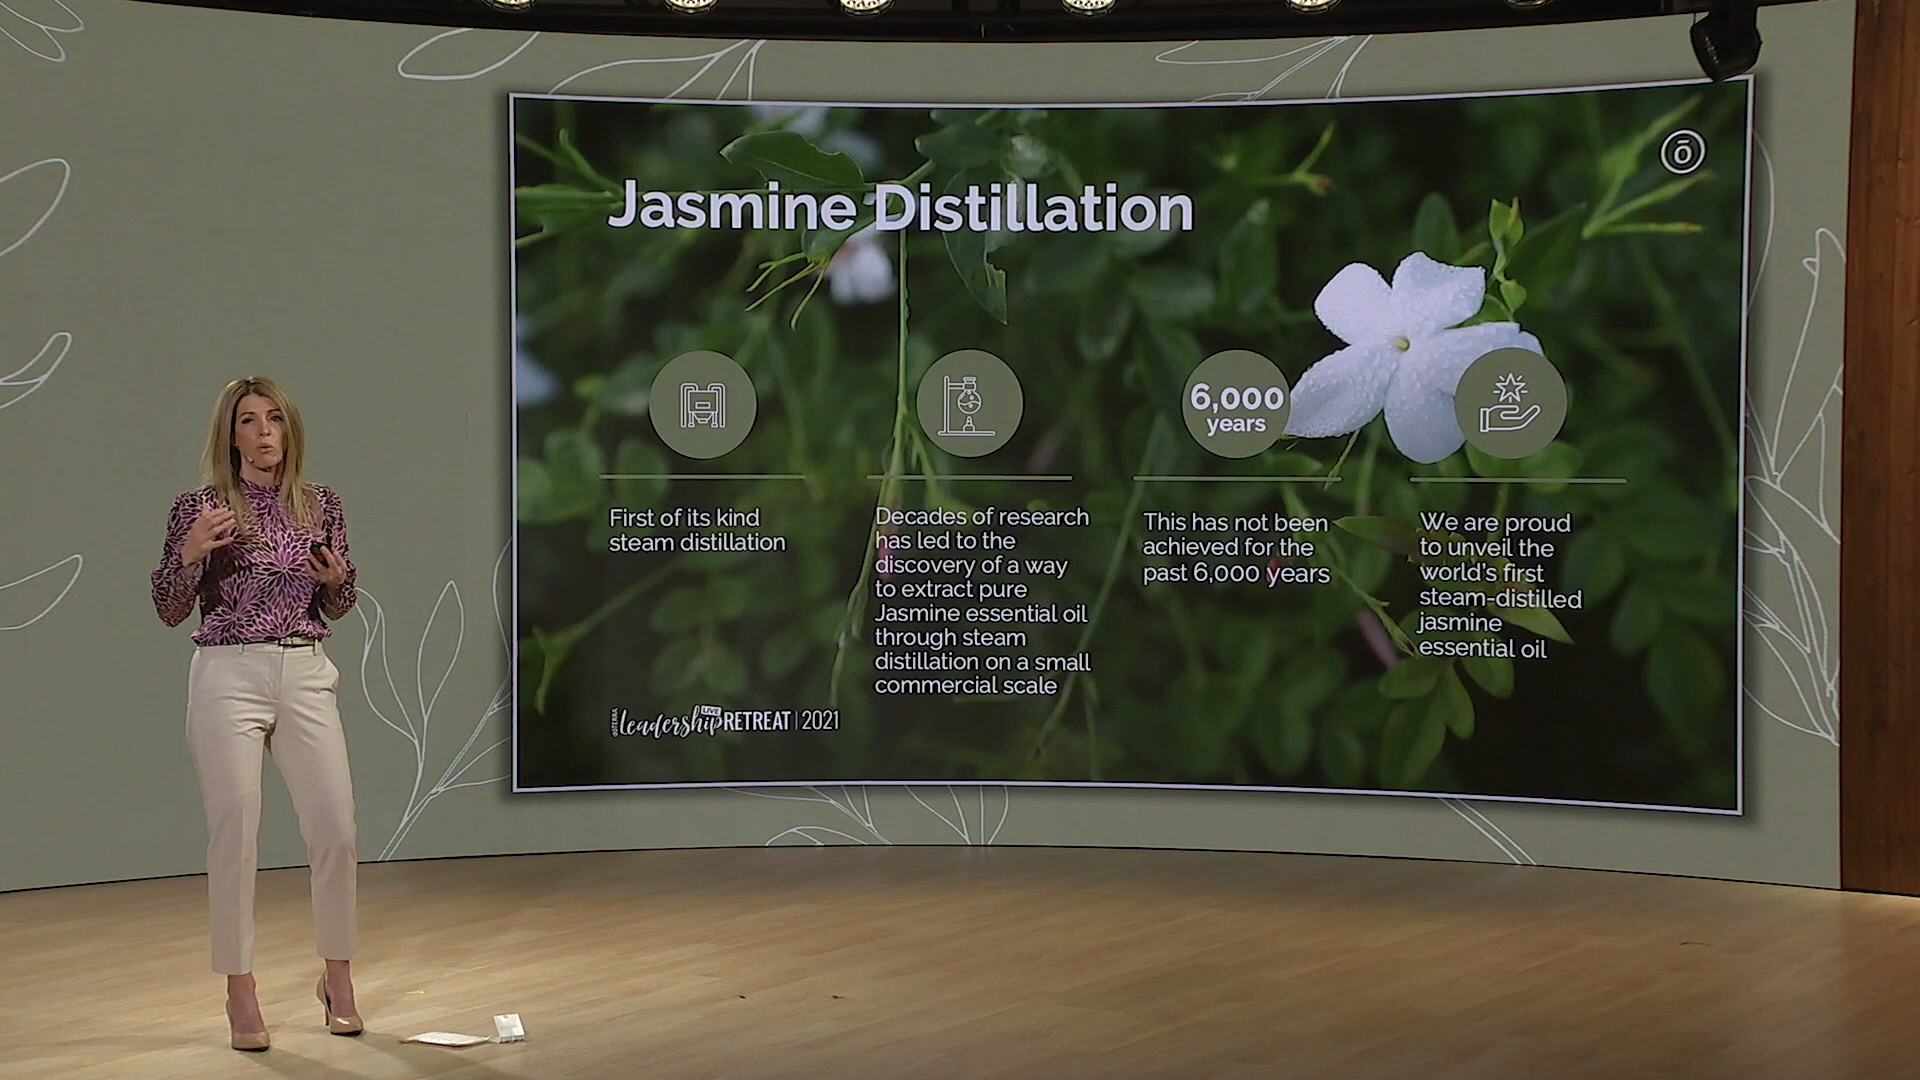 ō
Jasmine Distillation
6,000
years
First of its kind
steam distillation
Decades of research
has led to the
discovery of a way
to extract pure
Jasmine essential oil
through steam
distillation on a small
commercial scale
This has not been
achieved for the
past 6,000 years
We are proud
to unveil the
world's first
steam-distilled
jasmine
essential oil
dōTERRA
Leadership LIVE RETREAT | 2021